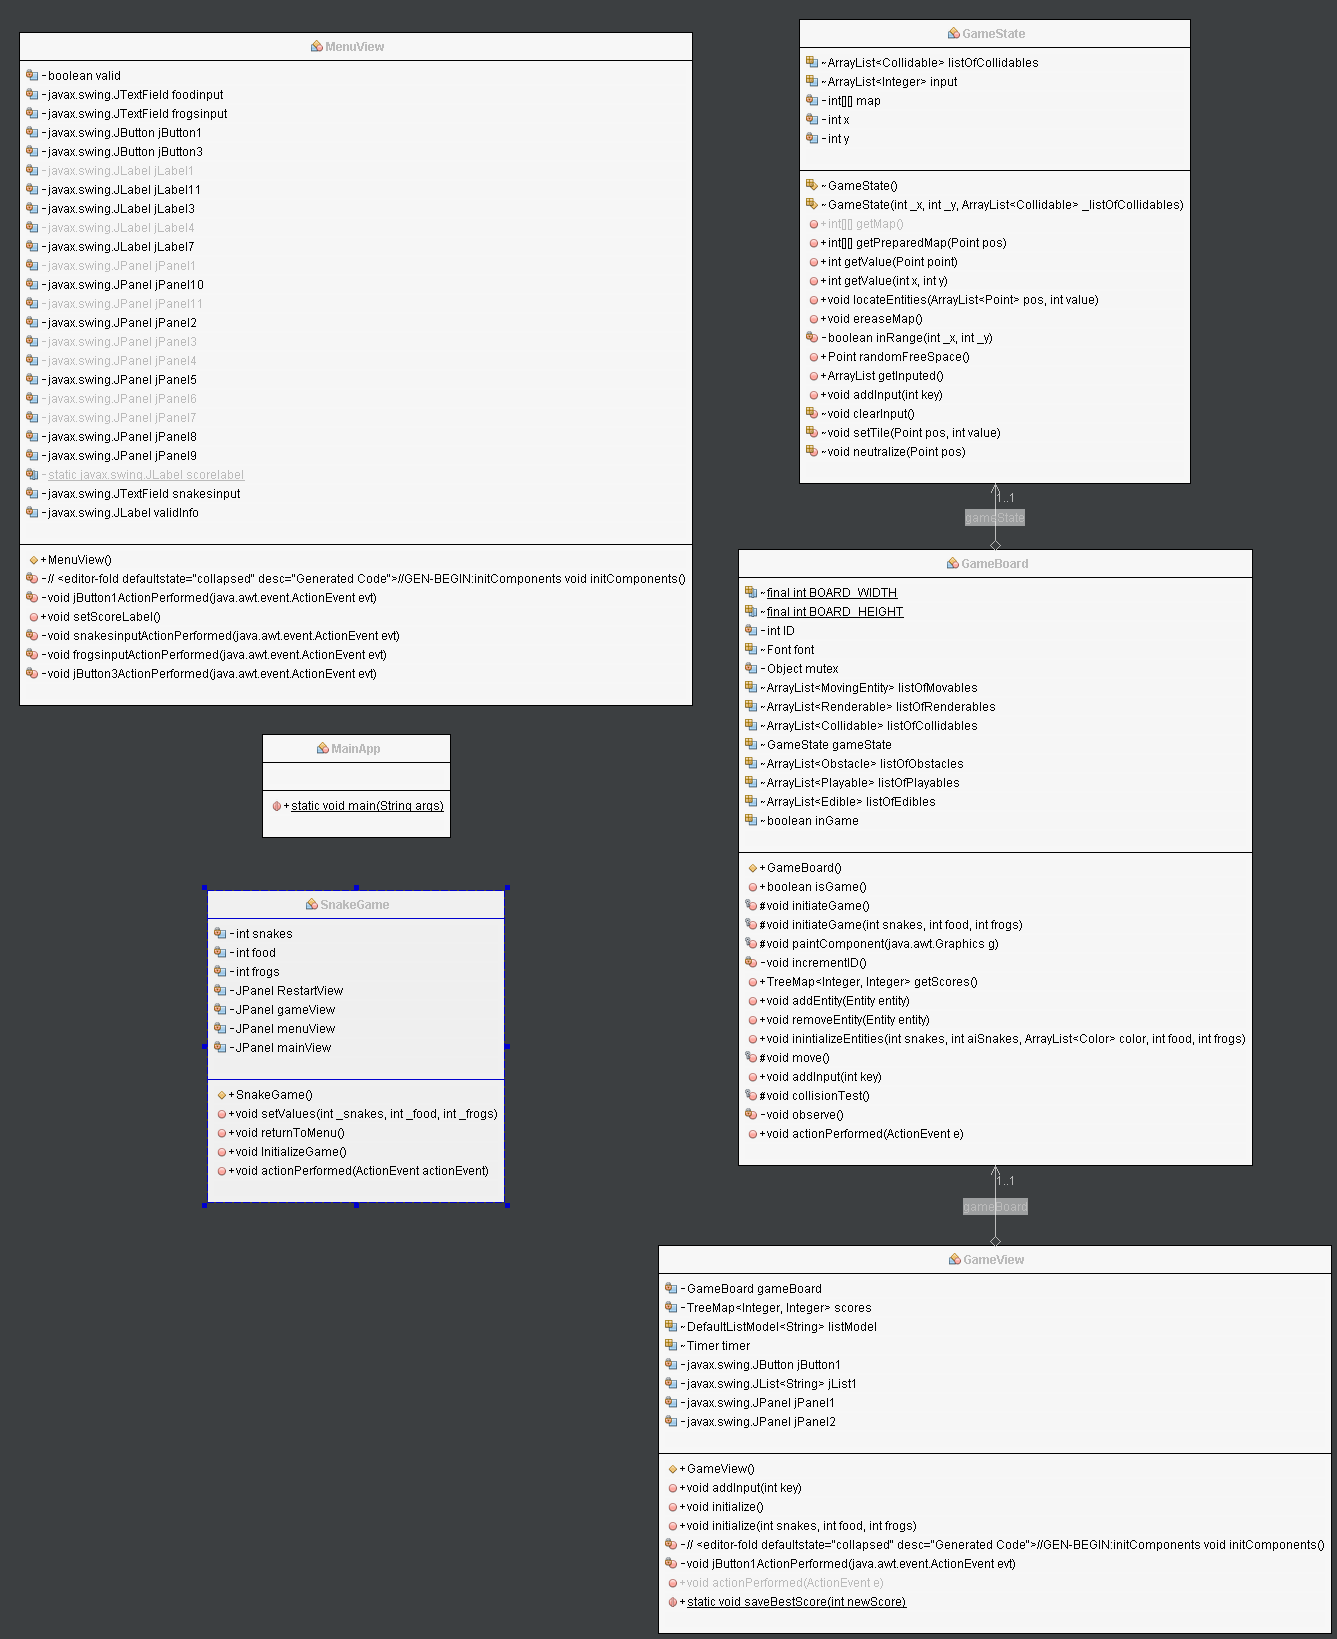 MenuView
-boolean valid
-javax.swing.JTextField foodinput
-javax.swing.JTextField frogsinput
-javax.swing.JButton jButton1
-javax.swing.JButton jButton3
-javax.swing.JLabel jLabel1
-javax.swing.JLabel jLabel11
-javax.swing.JLabel jLabel3
-javax.swing.JLabel jLabel4
-javax.swing.JLabel jLabel7
-javax.swing.JPanel jPanel1
-javax.swing.JPanel jPanel10
-javax.swing.JPanel jPanel11
-javax.swing.JPanel jPanel2
-javax.swing.JPanel jPanel3
-javax.swing.JPanel jPanel4
-javax.swing.JPanel jPanel5
-javax.swing.JPanel jPanel6
-javax.swing.JPanel jPanel7
-javax.swing.JPanel jPanel8
-javax.swing.JPanel jPanel9
-static javax.swing.JLabel scorelabel
-javax.swing.JTextField snakesinput
-javax.swing.JLabel validInfo
+MenuView()
-// <editor-fold defaultstate="collapsed" desc="Generated Code">//GEN-BEGIN:initComponents void initComponents()
-void jButton1ActionPerformed(java.awt.event.ActionEvent evt)
+void setScoreLabel()
-void snakesinputActionPerformed(java.awt.event.ActionEvent evt)
-void frogsinputActionPerformed(java.awt.event.ActionEvent evt)
-void jButton3ActionPerformed(java.awt.event.ActionEvent evt)
MainApp
+static void main(String args)
SnakeGame
-int snakes
-int food
-int frogs
-JPanel RestartView
-JPanel gameView
-JPanel menuView
-JPanel mainView
+SnakeGame()
+void setValues(int _snakes, int _food, int _frogs)
+void returnToMenu()
+void InitializeGame()
+void actionPerformed(ActionEvent actionEvent)
GameState
~ArrayList<Collidable> listOfCollidables
~ArrayList<Integer> input
-int[][] map
-int x
-int y
~GameState()
~GameState(int _x, int _y, ArrayList<Collidable> _listOfCollidables)
+int[][] getMap()
+int[][] getPreparedMap(Point pos)
+int getValue(Point point)
+int getValue(int x, int y)
+void locateEntities(ArrayList<Point> pos, int value)
+void ereaseMap()
-boolean inRange(int _x, int _y)
+Point randomFreeSpace()
+ArrayList getInputed()
+void addInput(int key)
~void clearInput()
~void setTile(Point pos, int value)
~void neutralize(Point pos)
1..1
gameState
GameBoard
~final int BOARD_WIDTH
~final int BOARD_HEIGHT
-int ID
~Font font
-Object mutex
~ArrayList<MovingEntity> listOfMovables
~ArrayList<Renderable> listOfRenderables
~ArrayList<Collidable> listOfCollidables
~GameState gameState
~ArrayList<Obstacle> listOfObstacles
~ArrayList<Playable> listOfPlayables
~ArrayList<Edible> listOfEdibles
~boolean inGame
+GameBoard()
+boolean isGame()
#void initiateGame()
#void initiateGame(int snakes, int food, int frogs)
#void paintComponent(java.awt.Graphics g)
-void incrementID()
+TreeMap<Integer, Integer> getScores()
+void addEntity(Entity entity)
+void removeEntity(Entity entity)
+void inintializeEntities(int snakes, int aiSnakes, ArrayList<Color> color, int food, int frogs)
#void move()
+void addInput(int key)
#void collisionTest()
-void observe()
+void actionPerformed(ActionEvent e)
1..1
gameBoard
GameView
-GameBoard gameBoard
-TreeMap<Integer, Integer> scores
~DefaultListModel<String> listModel
~Timer timer
-javax.swing.JButton jButton1
-javax.swing.JList<String> jList1
-javax.swing.JPanel jPanel1
-javax.swing.JPanel jPanel2
+GameView()
+void addInput(int key)
+void initialize()
+void initialize(int snakes, int food, int frogs)
-// <editor-fold defaultstate="collapsed" desc="Generated Code">//GEN-BEGIN:initComponents void initComponents()
-void jButton1ActionPerformed(java.awt.event.ActionEvent evt)
+void actionPerformed(ActionEvent e)
+static void saveBestScore(int newScore)